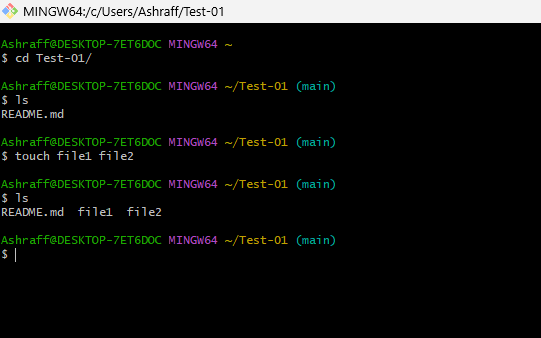 MINGW64:/c/Users/Ashraff/Test-01
Ashraff@DESKTOP-7ET6DOC MINGW64 ~
$ cd Test-01/
Ashraff@DESKTOP-7ET6DOC MINGW64 ~/Test-01 (main)
$ ls
README.md
Ashraff@DESKTOP-7ET6DOC MINGW64 ~/Test-01 (main)
$ touch file1 file2
Ashraff@DESKTOP-7ET6DOC MINGW64 ~/Test-01 (main)
$ ls
README.md  file1  file2
Ashraff@DESKTOP-7ET6DOC MINGW64 ~/Test-01 (main)
$